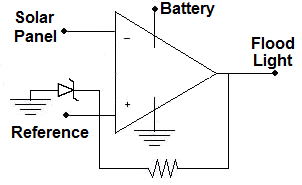 Battery
Solar
Panel
Flood
Light
−
+
Reference